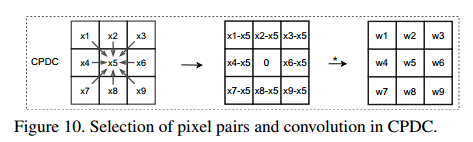 x1 x2 x3 x1-x5 x2-x5 x3-x5 w1 w2 w3
CPDC x4 x5 x6 x4-x5 0 x6-x5 * w4 w5 w6
x7 x8 x9 x7-x5 x8-x5 x9-x5 w7 w8 w9
Figure 10. Selection of pixel pairs and convolution in CPDC.